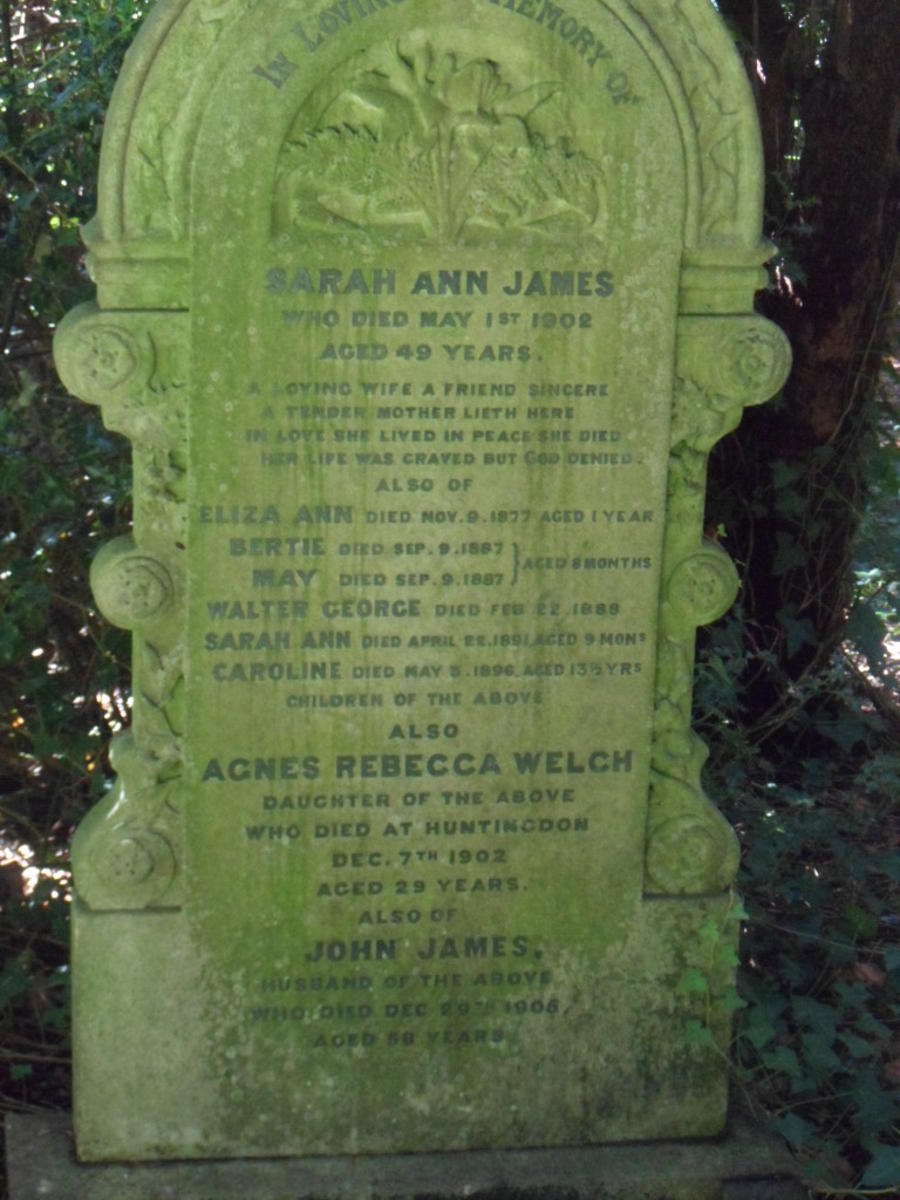 IN LOVING MEMORY OF
SARAH ANN JAMES
WHO DIED MAY 1ST 1902
AGED 49 YEARS.
A LOVING WIFE A FRIEND SINCERE
A TENDER MOTHER LIETH HERE
IN LOVE SHE LIVED IN PEACE SHE DIED
HER LIFE WAS CRAVED BUT GOD DENIED.
ALSO OF
ELIZA ANN DIED NOV. 9. 1877 AGED 1 YEAR
BERTIE DIED SEP. 9. 1887 } AGED 8 MONTHS
MAY DIED SEP. 9. 1887
WALTER GEORGE DIED FEB 22. 1888
SARAH ANN DIED APRIL 22. 1891, AGED 9 MONS
CAROLINE DIED MAY 5. 1896, AGED 13½ YRS
CHILDREN OF THE ABOVE
ALSO
AGNES REBECCA WELCH
DAUGHTER OF THE ABOVE
WHO DIED AT HUNTINGDON
DEC. 7TH 1902
AGED 29 YEARS.
ALSO OF
JOHN JAMES,
HUSBAND OF THE ABOVE
WHO DIED DEC 29TH
AGED YEARS